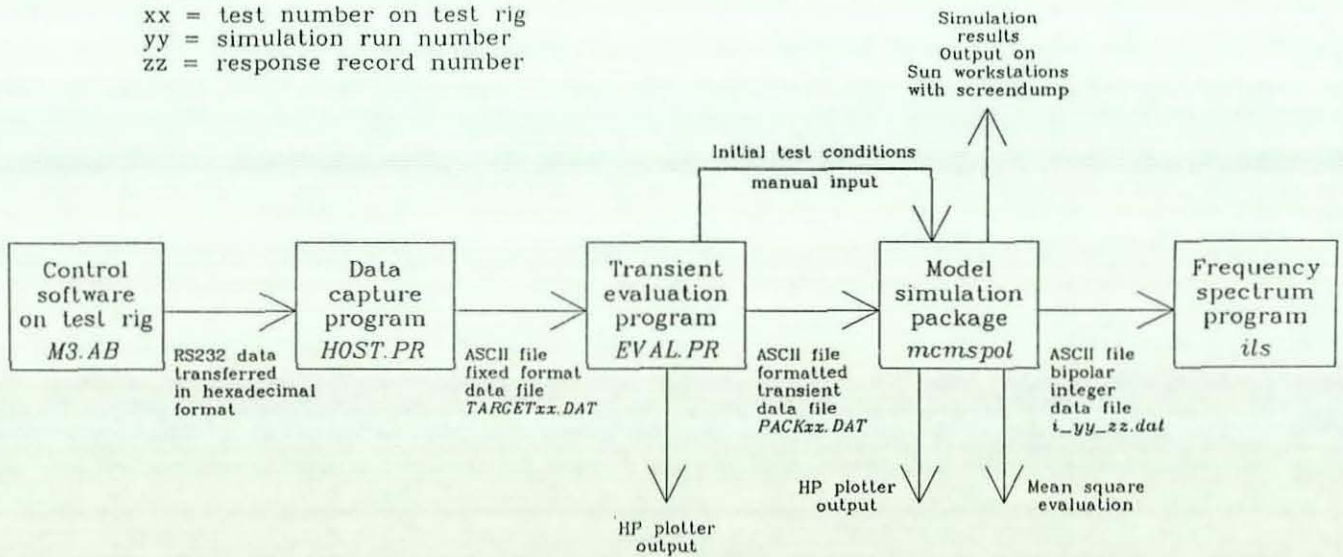 xx = test number on test rig
yy = simulation run number
zz = response record number
Simulation
results
Output on
Sun workstations
with screendump
Initial test conditions
manual input
Control
software
on test rig
M3.AB
RS232 data
transferred
in hexadecimal
format
Data
capture
program
HOST.PR
ASCII file
fixed format
data file
TARGETxx.DAT
Transient
evaluation
program
EVAL.PR
ASCII file
formatted
transient
data file
PACKxx.DAT
Model
simulation
package
mcmspol
ASCII file
bipolar
integer
data file
i_yy_zz.dat
Frequency
spectrum
program
ils
HP plotter
output
HP plotter
output
Mean square
evaluation